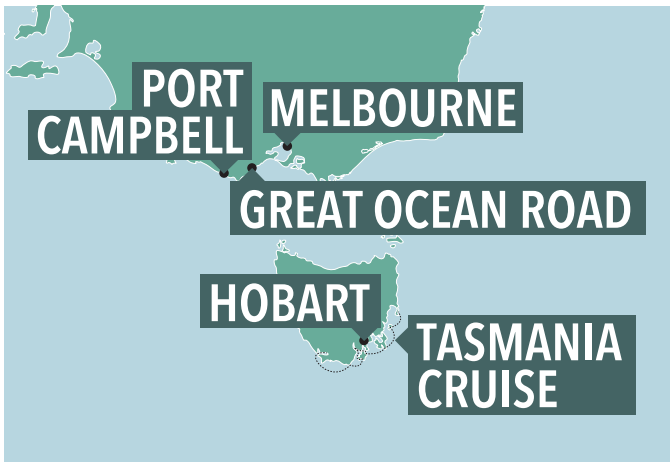 PORT
CAMPBELL
MELBOURNE
GREAT OCEAN ROAD
HOBART
TASMANIA
CRUISE